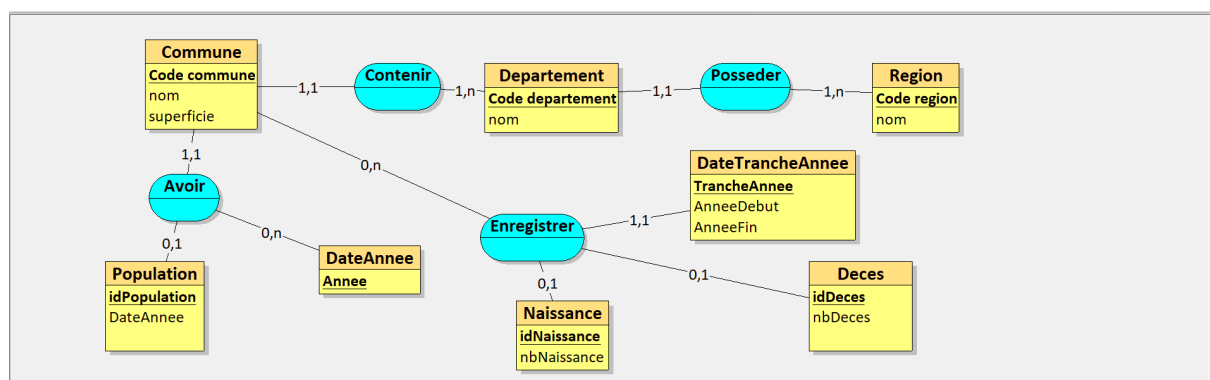 Commune
Code commune
nom
superficie
1,1
Contenir
1,n
Departement
Code departement
nom
1,1
Posseder
1,n
Region
Code region
nom
1,1
0,n
Avoir
0,1
0,n
Population
idPopulation
DateAnnee
DateAnnee
Annee
Enregistrer
1,1
DateTrancheAnnee
TrancheAnnee
AnneeDebut
AnneeFin
0,1
Naissance
idNaissance
nbNaissance
0,1
Deces
idDeces
nbDeces